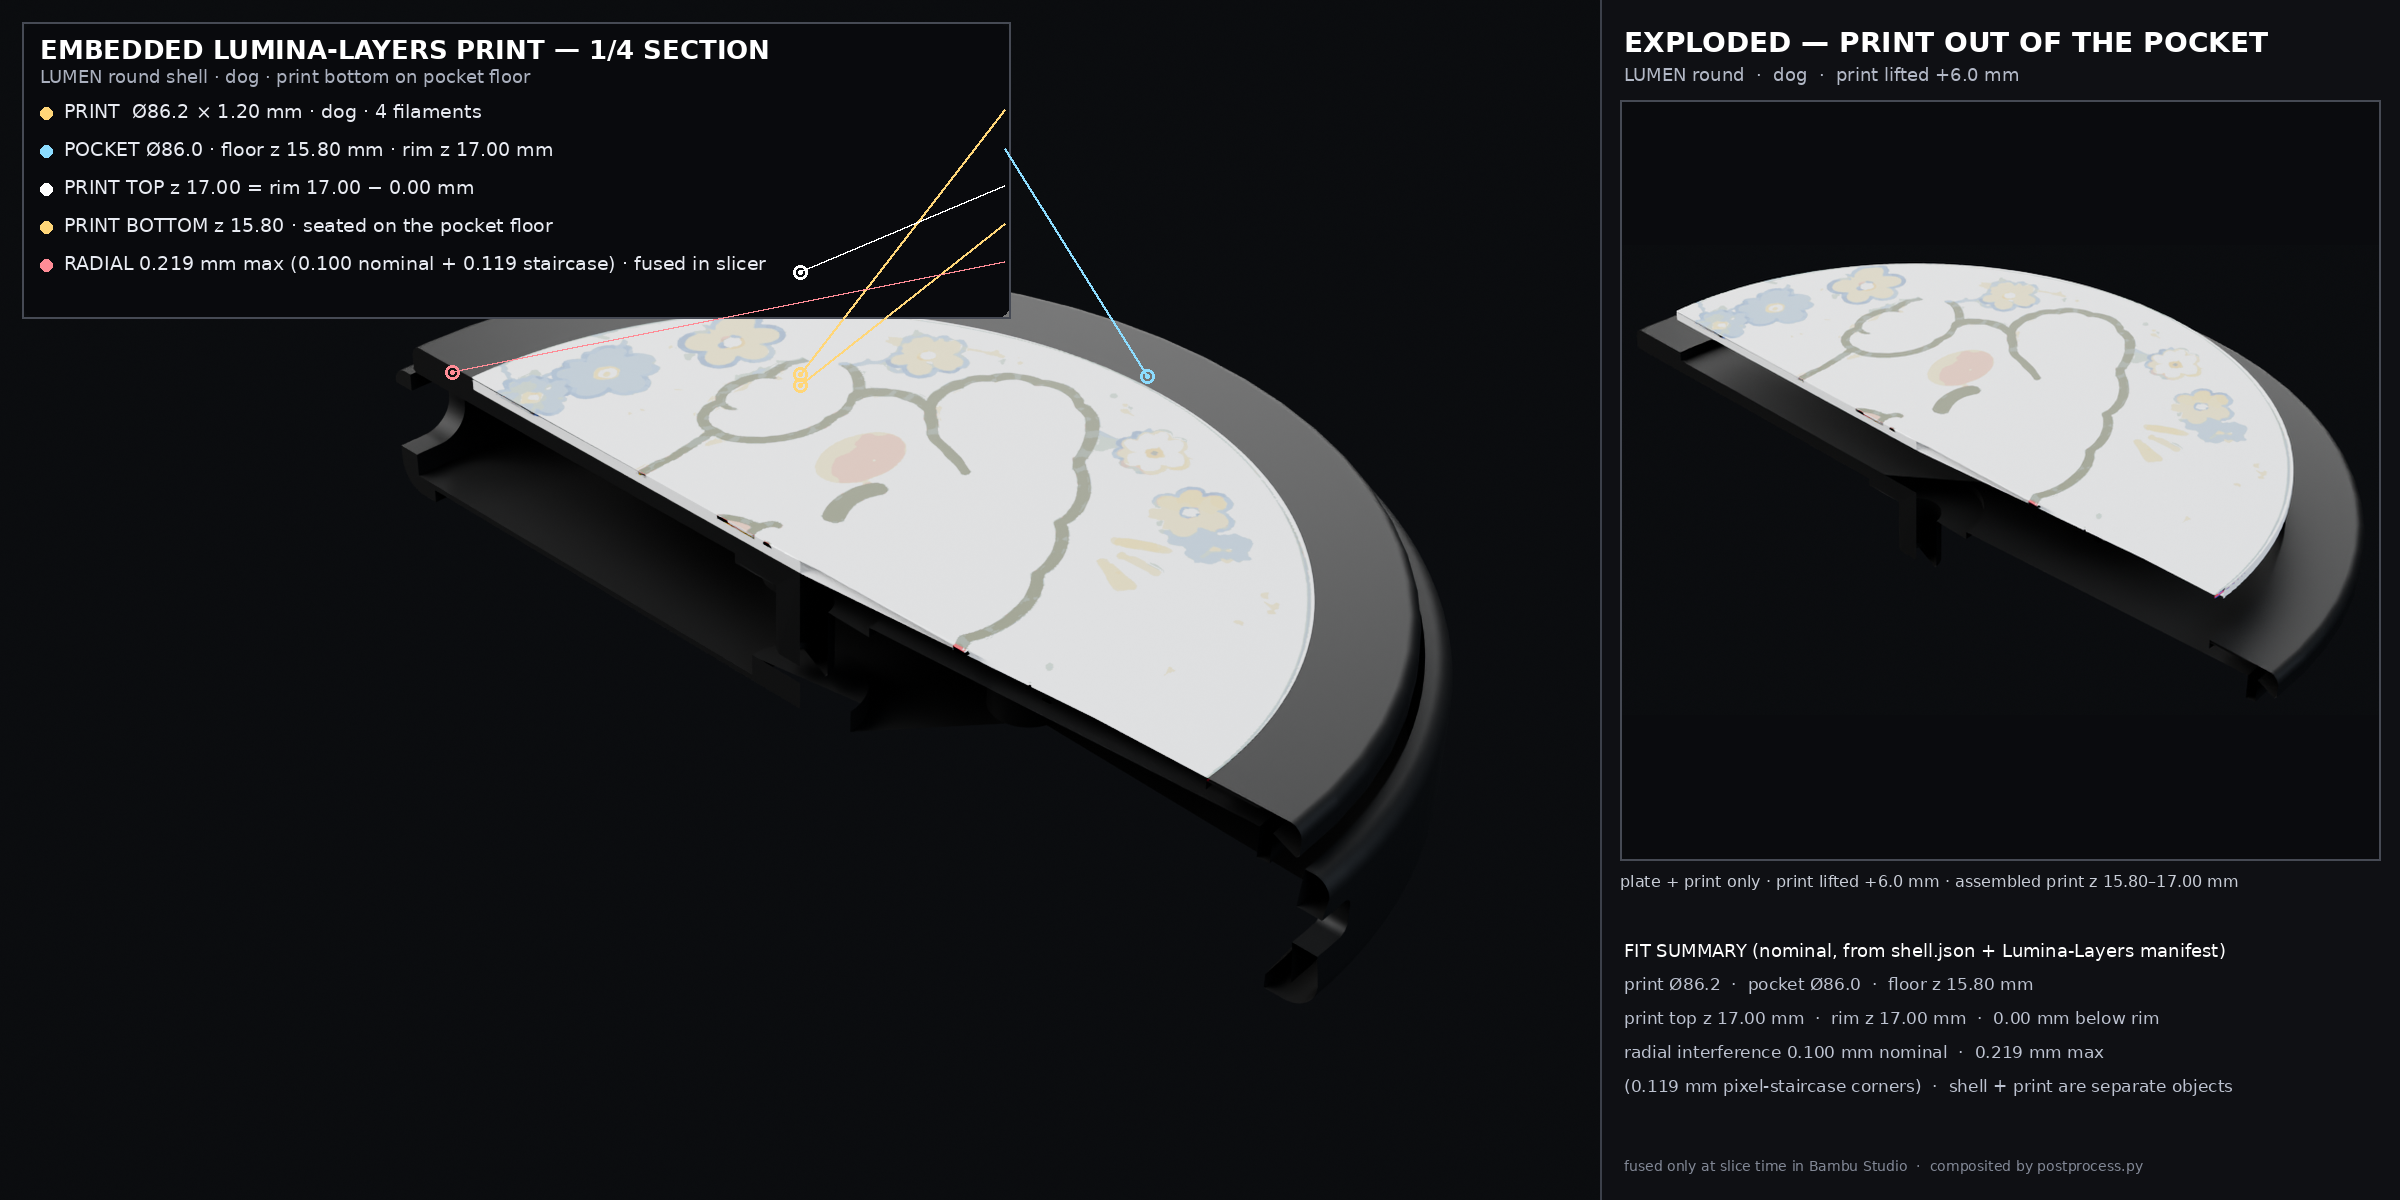 EMBEDDED LUMINA-LAYERS PRINT — 1/4 SECTION
LUMEN round shell · dog · print bottom on pocket floor
PRINT Ø86.2 × 1.20 mm · dog · 4 filaments
POCKET Ø86.0 · floor z 15.80 mm · rim z 17.00 mm
PRINT TOP z 17.00 = rim 17.00 − 0.00 mm
PRINT BOTTOM z 15.80 · seated on the pocket floor
RADIAL 0.219 mm max (0.100 nominal + 0.119 staircase) · fused in slicer
EXPLODED — PRINT OUT OF THE POCKET
LUMEN round · dog · print lifted +6.0 mm
plate + print only · print lifted +6.0 mm · assembled print z 15.80–17.00 mm
FIT SUMMARY (nominal, from shell.json + Lumina-Layers manifest)
print Ø86.2 · pocket Ø86.0 · floor z 15.80 mm
print top z 17.00 mm · rim z 17.00 mm · 0.00 mm below rim
radial interference 0.100 mm nominal · 0.219 mm max
(0.119 mm pixel-staircase corners) · shell + print are separate objects
fused only at slice time in Bambu Studio · composited by postprocess.py